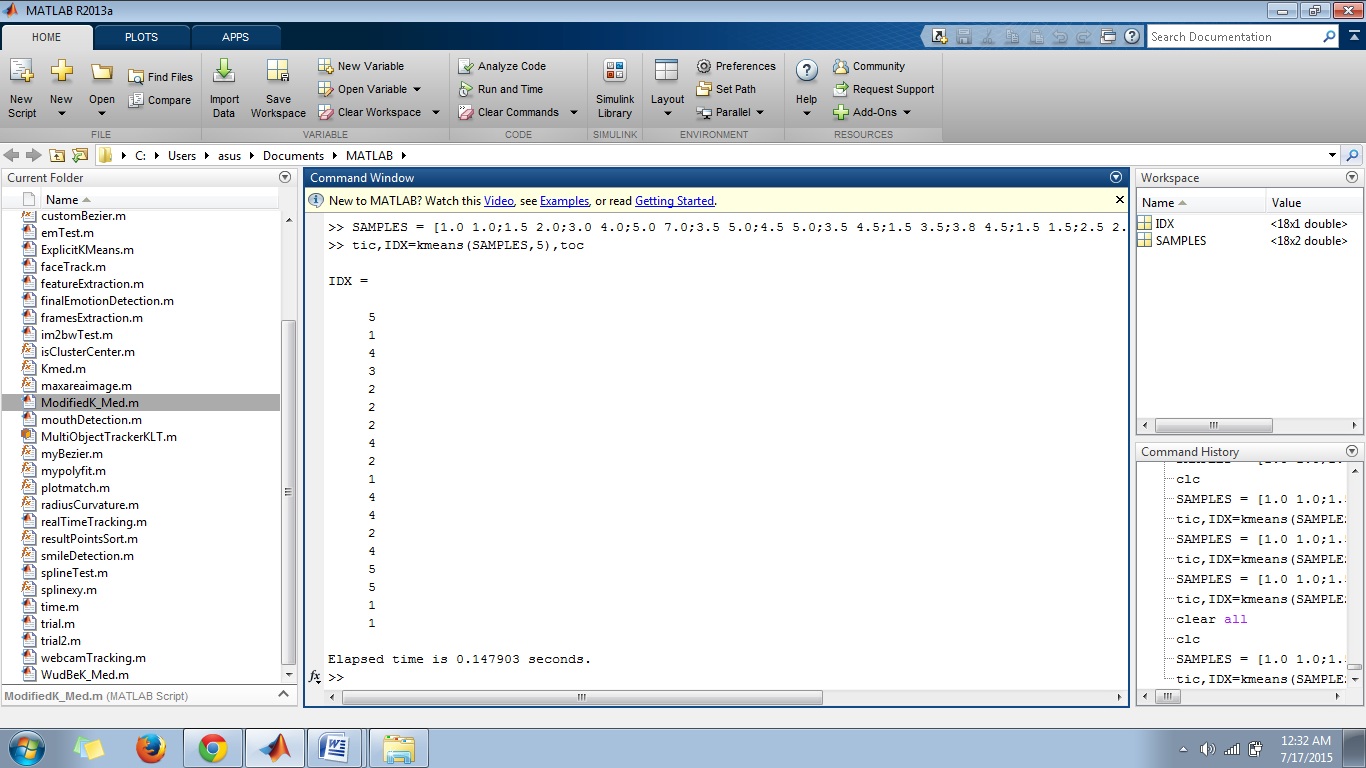 MATLAB R2013a
HOME PLOTS APPS
Search Documentation
New Script
New
Open
Find Files
Compare
Import Data
Save Workspace
New Variable
Open Variable
Clear Workspace
Analyze Code
Run and Time
Clear Commands
Simulink Library
Layout
Preferences
Set Path
Parallel
Help
Community
Request Support
Add-Ons
FILE VARIABLE CODE SIMULINK ENVIRONMENT RESOURCES
C: Users asus Documents MATLAB
Current Folder
Name
customBezier.m
emTest.m
ExplicitKMeans.m
faceTrack.m
featureExtraction.m
finalEmotionDetection.m
framesExtraction.m
im2bwTest.m
isClusterCenter.m
Kmed.m
maxareaimage.m
ModifiedK_Med.m
mouthDetection.m
MultiObjectTrackerKLT.m
myBezier.m
mypolyfit.m
plotmatch.m
radiusCurvature.m
realTimeTracking.m
resultPointsSort.m
smileDetection.m
splineTest.m
splinexy.m
time.m
trial.m
trial2.m
webcamTracking.m
WudBeK_Med.m
ModifiedK_Med.m (MATLAB Script)
Command Window
New to MATLAB? Watch this Video, see Examples, or read Getting Started.
>> SAMPLES = [1.0 1.0;1.5 2.0;3.0 4.0;5.0 7.0;3.5 5.0;4.5 5.0;3.5 4.5;1.5 3.5;3.8 4.5;1.5 1.5;2.5 2.
>> tic,IDX=kmeans(SAMPLES,5),toc
IDX =
5
1
4
3
2
2
2
4
2
1
4
4
2
4
5
5
1
1
Elapsed time is 0.147903 seconds.
fx >>
Workspace
Name Value
IDX <18x1 double>
SAMPLES <18x2 double>
Command History
clc
SAMPLES = [1.0 1.0;1.5
tic,IDX=kmeans(SAMPLE
SAMPLES = [1.0 1.0;1.5
tic,IDX=kmeans(SAMPLE
SAMPLES = [1.0 1.0;1.5
tic,IDX=kmeans(SAMPLE
clear all
clc
SAMPLES = [1.0 1.0;1.5
tic,IDX=kmeans(SAMPLE
12:32 AM
7/17/2015